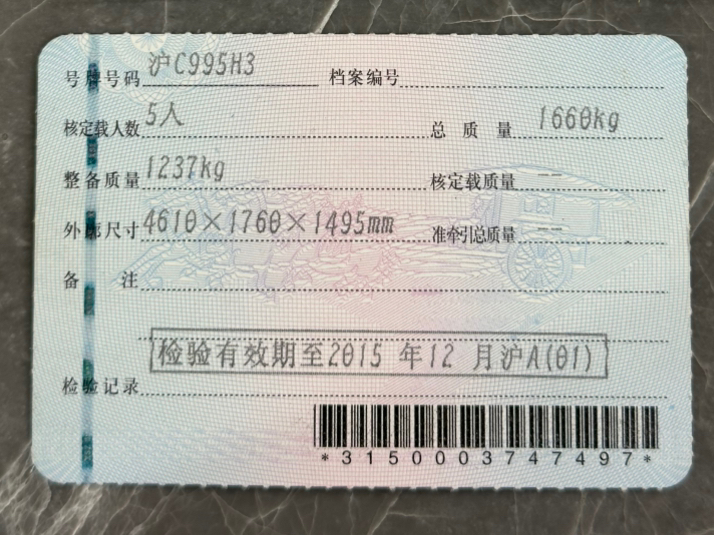 号牌号码 沪C995H3 档案编号
核定载人数 5人 总质量 1660kg
整备质量 1237kg 核定载质量 --
外廓尺寸 4610×1760×1495mm 准牵引总质量 --
备注
检验有效期至2015 年12 月沪A(01)
检验记录
*3150003747497*